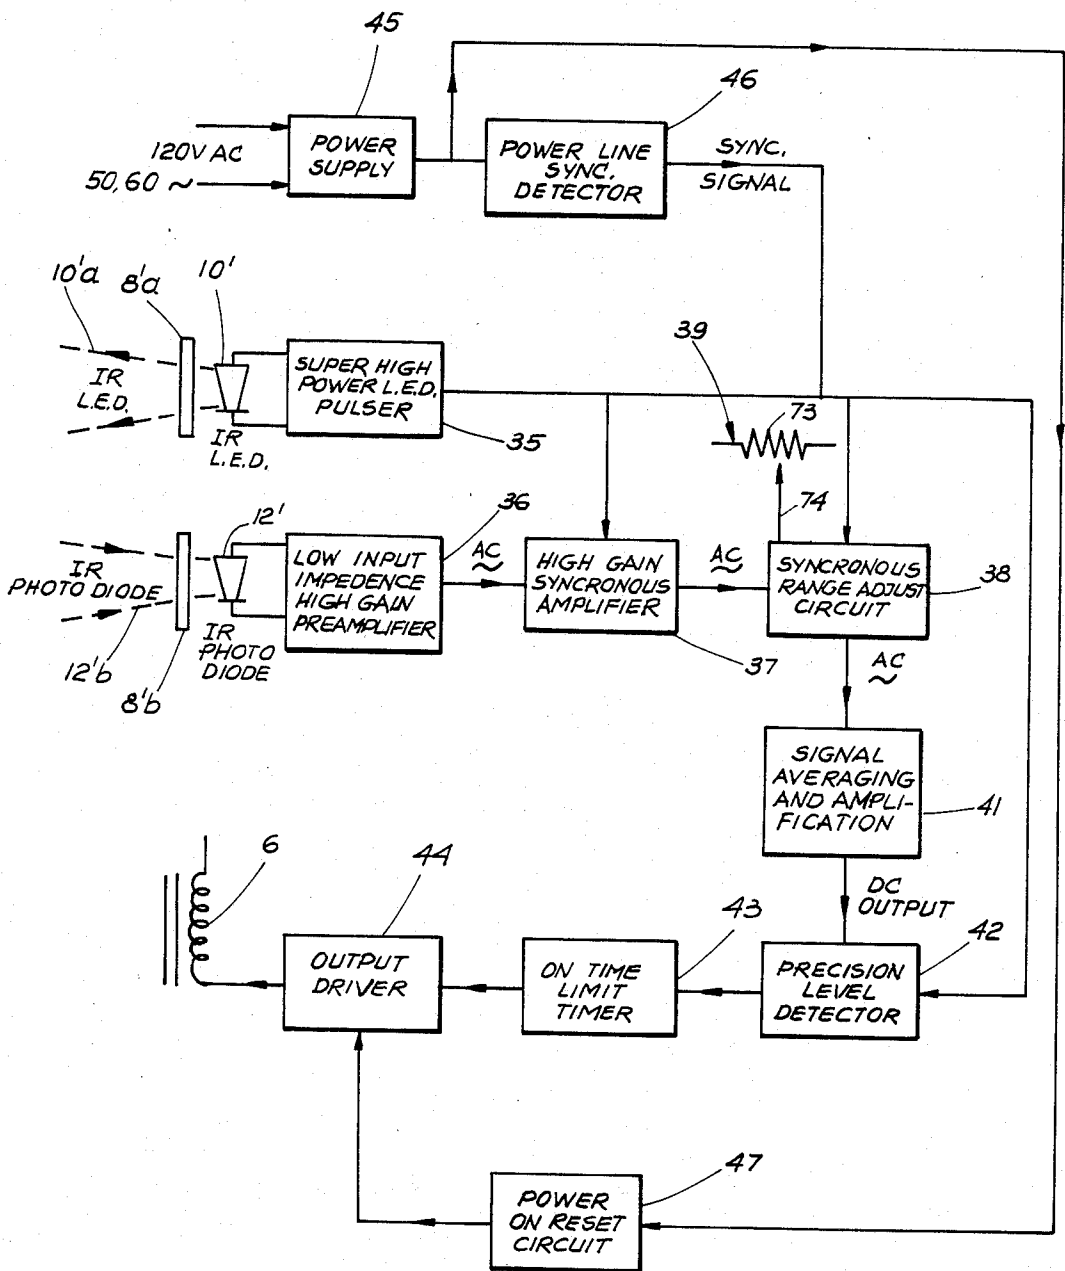 45
46
120V AC
50,60 ~
POWER
SUPPLY
POWER LINE
SYNC.
DETECTOR
SYNC.
SIGNAL
10'a
8'a
10'
IR
L.E.D.
IR
L.E.D.
SUPER HIGH
POWER L.E.D.
PULSER
35
39
73
74
12'
36
IR
PHOTO DIODE
12'b
8'b
IR
PHOTO
DIODE
LOW INPUT
IMPEDENCE
HIGH GAIN
PREAMPLIFIER
AC
~
HIGH GAIN
SYNCRONOUS
AMPLIFIER
37
AC
~
SYNCRONOUS
RANGE ADJUST
CIRCUIT
38
AC
~
SIGNAL
AVERAGING
AND AMPLI-
FICATION
41
DC
OUTPUT
6
44
43
42
OUTPUT
DRIVER
ON TIME
LIMIT
TIMER
PRECISION
LEVEL
DETECTOR
47
POWER
ON RESET
CIRCUIT